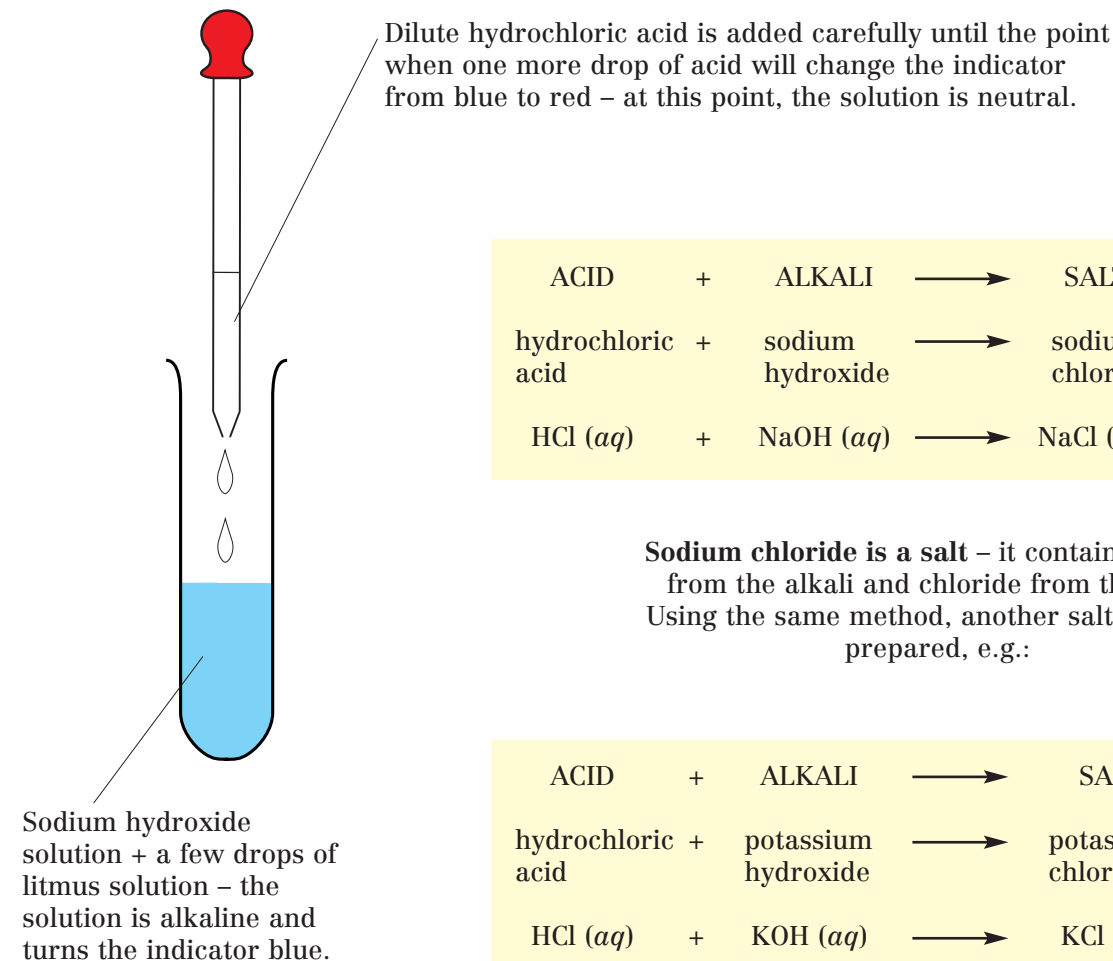 Dilute hydrochloric acid is added carefully until the point
when one more drop of acid will change the indicator
from blue to red – at this point, the solution is neutral.
ACID + ALKALI ⟶ SAL
hydrochloric + sodium ⟶
acid hydroxide
HCl (aq) + NaOH (aq) ⟶ NaCl (
Sodium chloride is a salt – it contain
from the alkali and chloride from
Using the same method, another salt
prepared, e.g.:
ACID + ALKALI ⟶ SA
hydrochloric + potassium ⟶
acid hydroxide
HCl (aq) + KOH (aq) ⟶ KCl
Sodium hydroxide
solution + a few drops of
litmus solution – the
solution is alkaline and
turns the indicator blue.